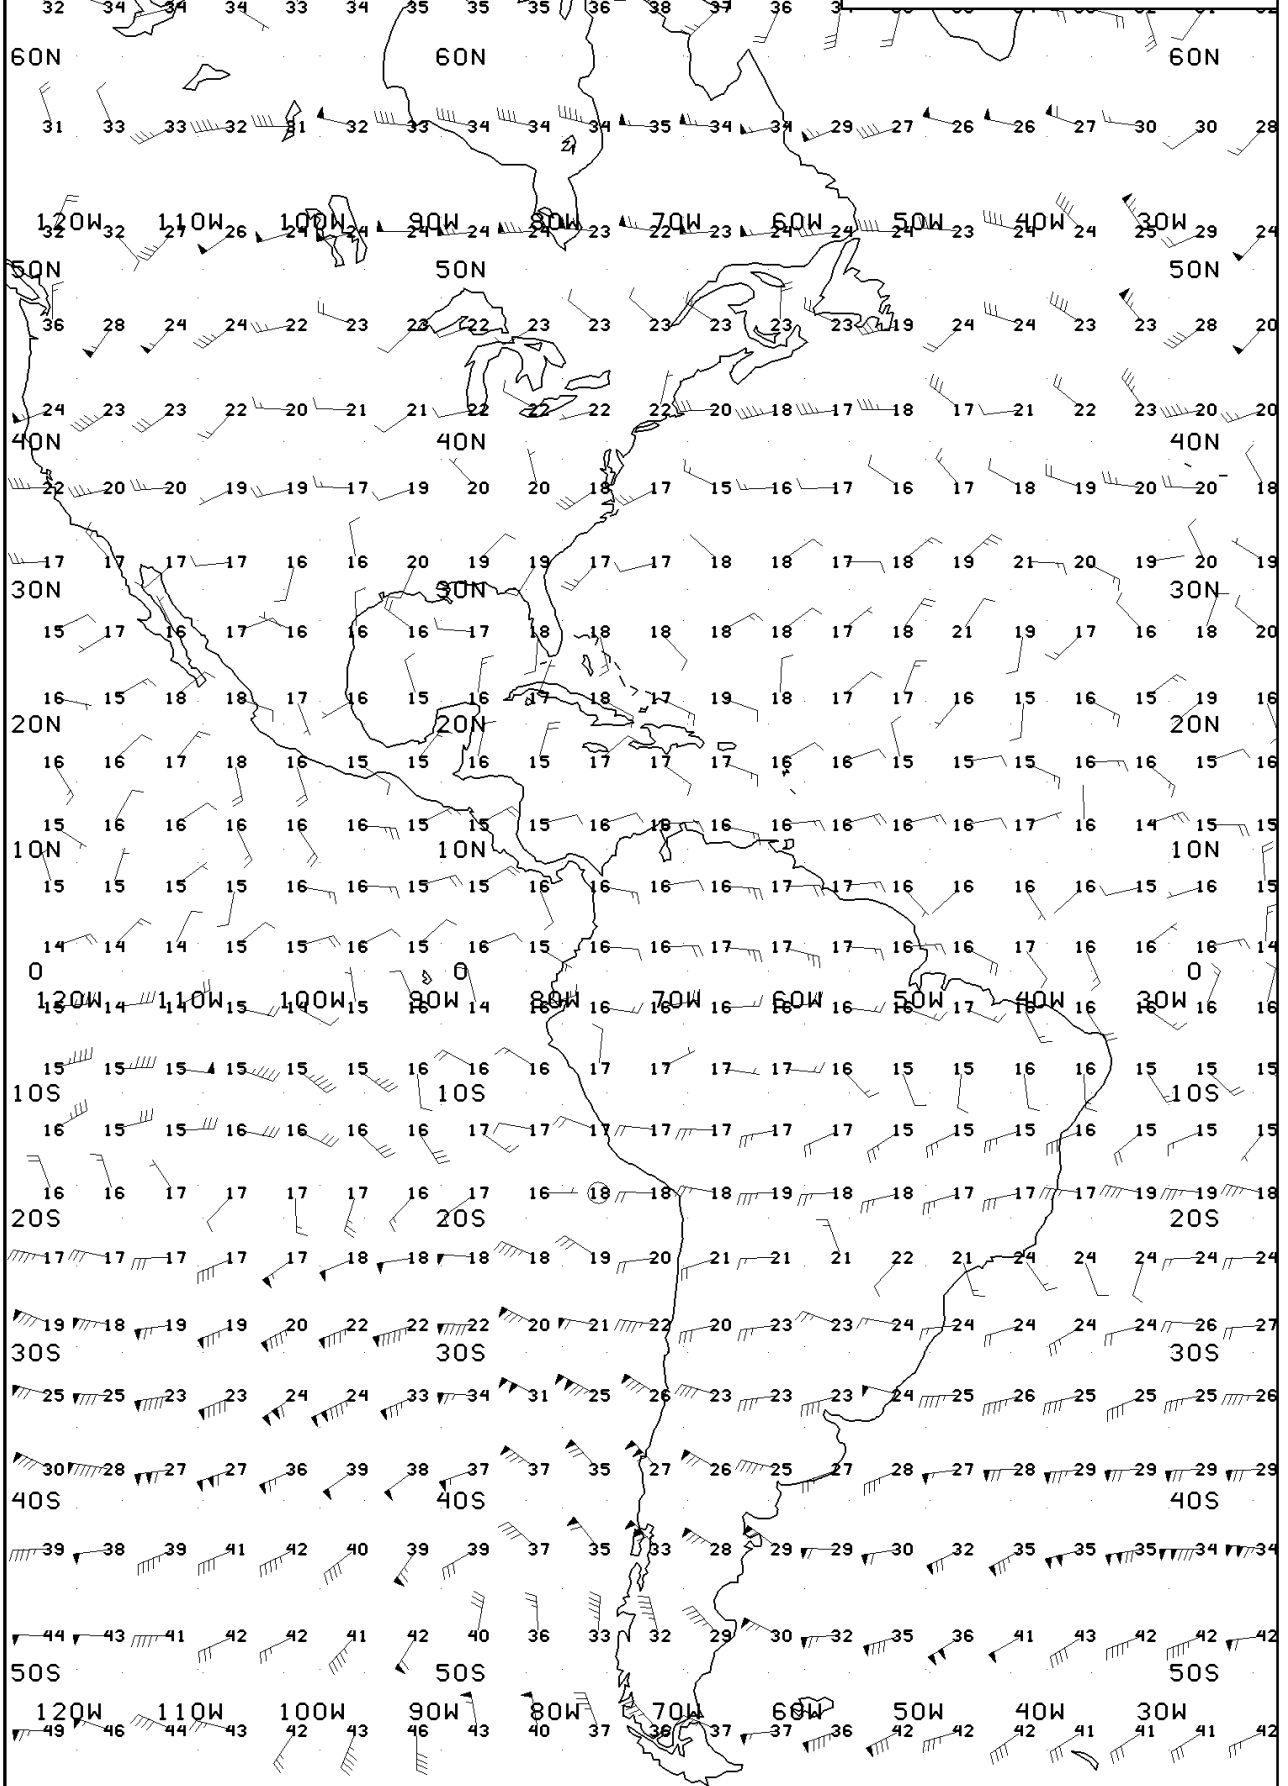 32 34 34 34 33 35 35 35 36 38 37 36
60N 60N 60N
31 33 33 32 31 32 33 34 34 34 35 34 34 29 27 26 26 27 30 30 28
120W 110W 100W 90W 80W 70W 60W 50W 40W 30W
32 32 27 26 24 24 24 24 24 23 22 23 24 24 24 23 24 24 25 29 24
50N 50N 50N
36 28 24 24 22 23 23 22 23 23 23 23 23 23 19 24 24 23 23 28 20
24 23 23 22 20 21 21 22 22 22 22 20 18 17 18 17 21 22 23 20 20
40N 40N 40N
22 20 20 19 19 17 19 20 20 18 17 15 16 17 16 17 18 19 20 20 18
17 17 17 17 16 16 20 19 19 17 17 18 18 17 18 19 21 20 19 20 19
30N 30N 30N
15 17 16 17 16 16 16 17 18 18 18 18 18 17 18 21 19 17 16 18 20
16 15 18 18 17 16 15 16 17 18 17 19 18 17 17 16 15 16 15 19 16
20N 20N 20N
16 16 17 18 16 15 15 16 15 17 17 17 16 16 15 15 15 16 16 15 16
15 16 16 16 16 16 15 15 15 16 18 16 16 16 16 16 17 16 14 15 15
10N 10N 10N
15 15 15 15 16 16 15 15 16 16 16 16 17 17 16 16 16 16 15 16 15
14 14 14 15 15 16 15 16 15 16 16 17 17 17 16 16 17 16 16 16 14
0 0 0
120W 110W 100W 90W 80W 70W 60W 50W 40W 30W
15 14 14 15 14 15 16 14 16 16 16 16 16 16 16 17 16 16 16 16 16
15 15 15 15 15 15 16 16 16 17 17 17 17 16 15 15 16 16 15 15 15
10S 10S 10S
16 15 15 16 16 16 16 17 17 17 17 17 17 17 15 15 15 16 15 15 15
16 16 17 17 17 17 16 17 16 18 18 18 19 18 18 17 17 17 19 19 18
20S 20S 20S
17 17 17 17 17 18 18 18 18 19 20 21 21 21 22 21 24 24 24 24 24
19 18 19 19 20 22 22 22 20 21 22 20 23 23 24 24 24 24 24 26 27
30S 30S 30S
25 25 23 23 24 24 33 34 31 25 26 23 23 23 24 25 26 25 25 25 26
30 28 27 27 36 39 38 37 37 35 27 26 25 27 28 27 28 29 29 29 29
40S 40S 40S
39 38 39 41 42 40 39 39 37 35 33 28 29 29 30 32 35 35 35 34 34
44 43 41 42 42 41 42 40 36 33 32 29 30 32 35 36 41 43 42 42 42
50S 50S 50S
120W 110W 100W 90W 80W 70W 60W 50W 40W 30W
49 46 44 43 42 43 46 43 40 37 36 37 37 36 42 42 42 41 41 41 42